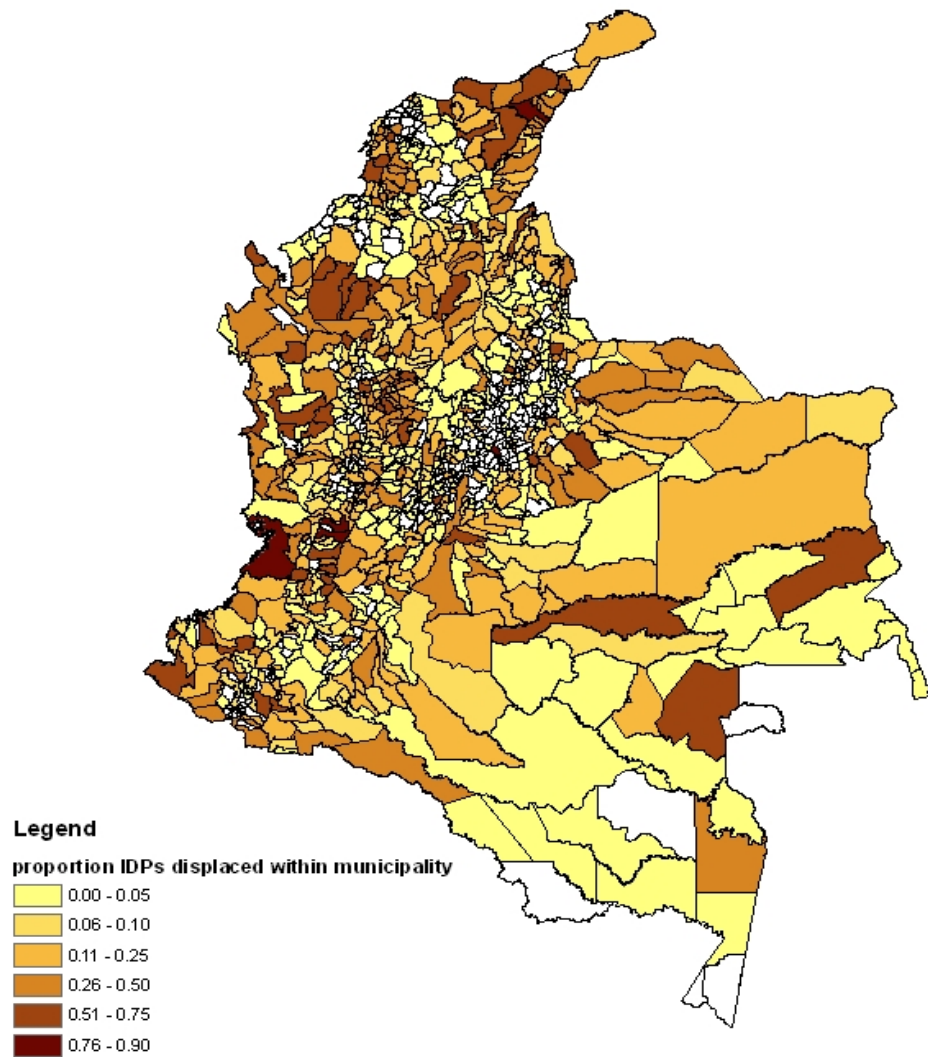 Legend
proportion IDPs displaced within municipality
0.00 - 0.05
0.06 - 0.10
0.11 - 0.25
0.26 - 0.50
0.51 - 0.75
0.76 - 0.90